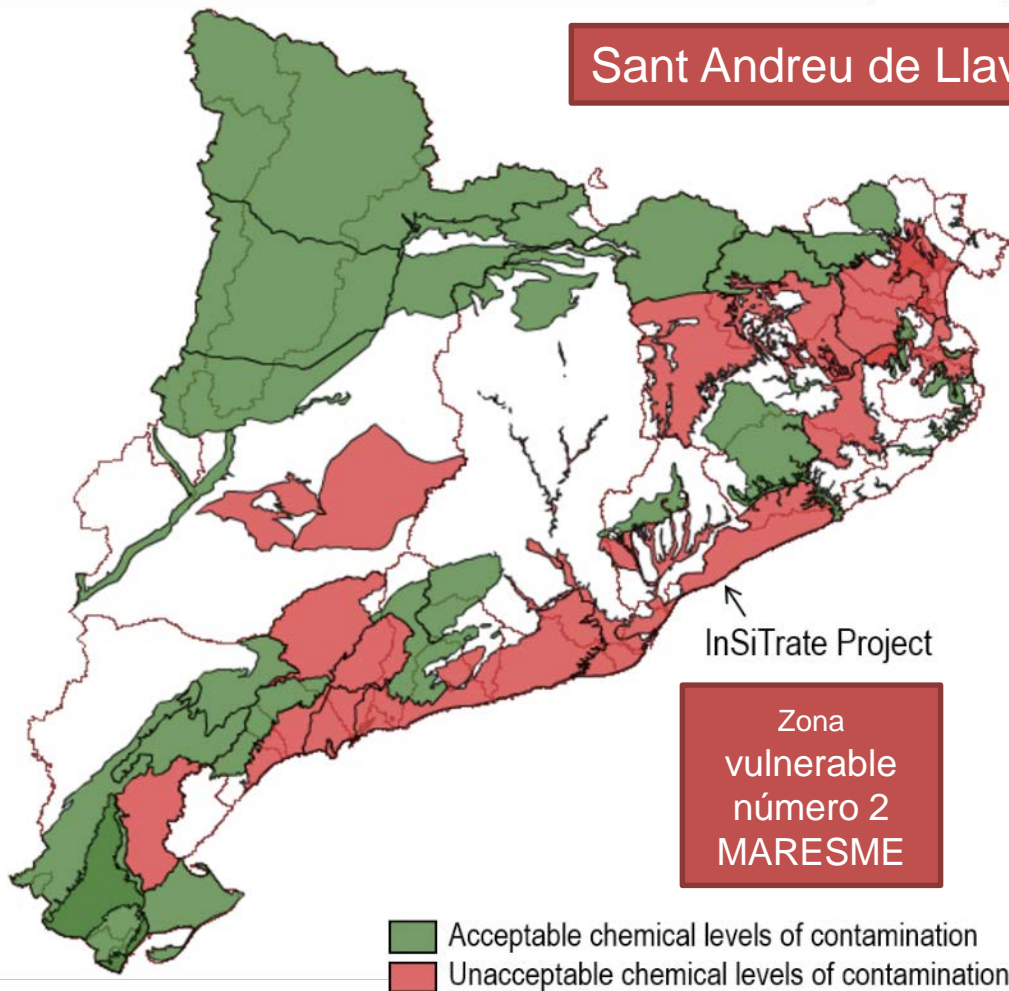 Sant Andreu de Llav
InSiTrate Project
Zona
vulnerable
número 2
MARESME
Acceptable chemical levels of contamination
Unacceptable chemical levels of contamination